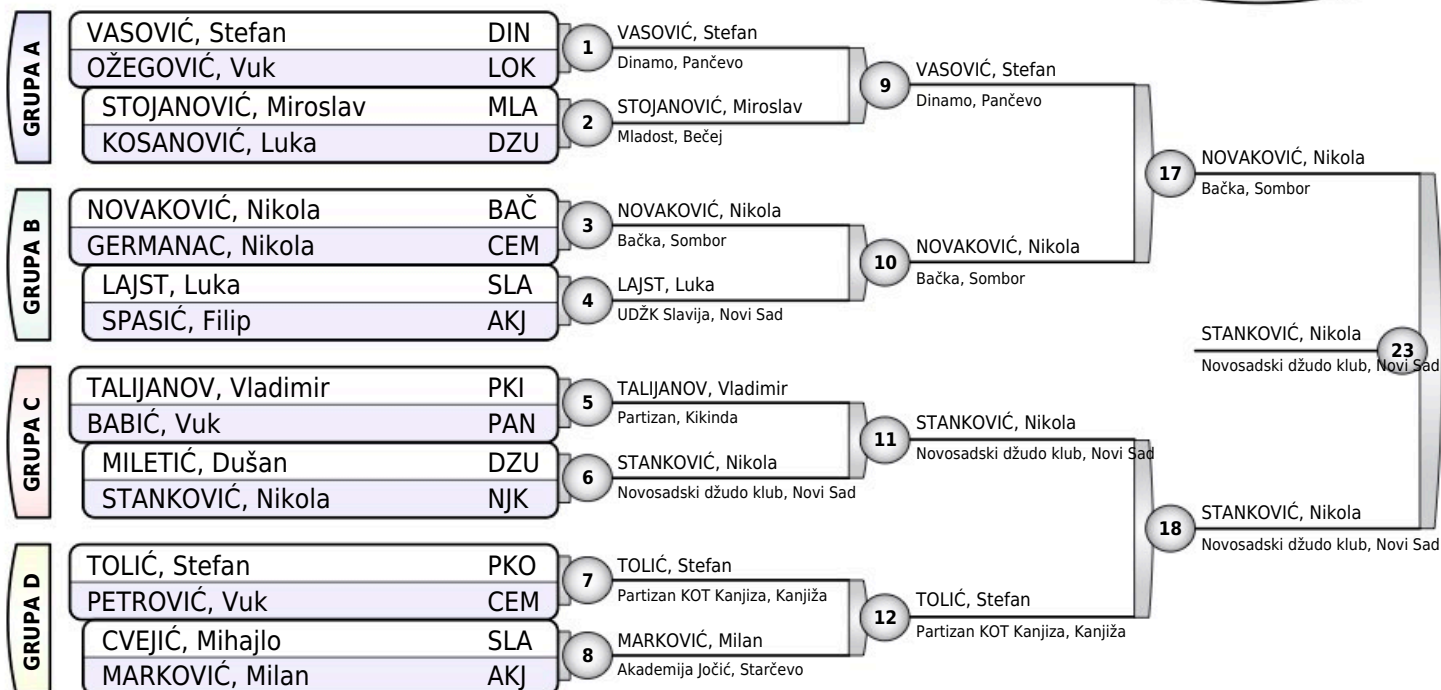 GRUPA A
VASOVIĆ, Stefan DIN
OŽEGOVIĆ, Vuk LOK
STOJANOVIĆ, Miroslav MLA
KOSANOVIĆ, Luka DZU
GRUPA B
NOVAKOVIĆ, Nikola BAČ
GERMANAC, Nikola CEM
LAJST, Luka SLA
SPASIĆ, Filip AKJ
GRUPA C
TALIJANOV, Vladimir PKI
BABIĆ, Vuk PAN
MILETIĆ, Dušan DZU
STANKOVIĆ, Nikola NJK
GRUPA D
TOLIĆ, Stefan PKO
PETROVIĆ, Vuk CEM
CVEJIĆ, Mihajlo SLA
MARKOVIĆ, Milan AKJ
1
VASOVIĆ, Stefan
Dinamo, Pančevo
2
STOJANOVIĆ, Miroslav
Mladost, Bečej
3
NOVAKOVIĆ, Nikola
Bačka, Sombor
4
LAJST, Luka
UDŽK Slavija, Novi Sad
5
TALIJANOV, Vladimir
Partizan, Kikinda
6
STANKOVIĆ, Nikola
Novosadski džudo klub, Novi Sad
7
TOLIĆ, Stefan
Partizan KOT Kanjiza, Kanjiža
8
MARKOVIĆ, Milan
Akademija Jočić, Starčevo
9
VASOVIĆ, Stefan
Dinamo, Pančevo
10
NOVAKOVIĆ, Nikola
Bačka, Sombor
11
STANKOVIĆ, Nikola
Novosadski džudo klub, Novi Sad
12
TOLIĆ, Stefan
Partizan KOT Kanjiza, Kanjiža
17
NOVAKOVIĆ, Nikola
Bačka, Sombor
18
STANKOVIĆ, Nikola
Novosadski džudo klub, Novi Sad
23
STANKOVIĆ, Nikola
Novosadski džudo klub, Novi Sad